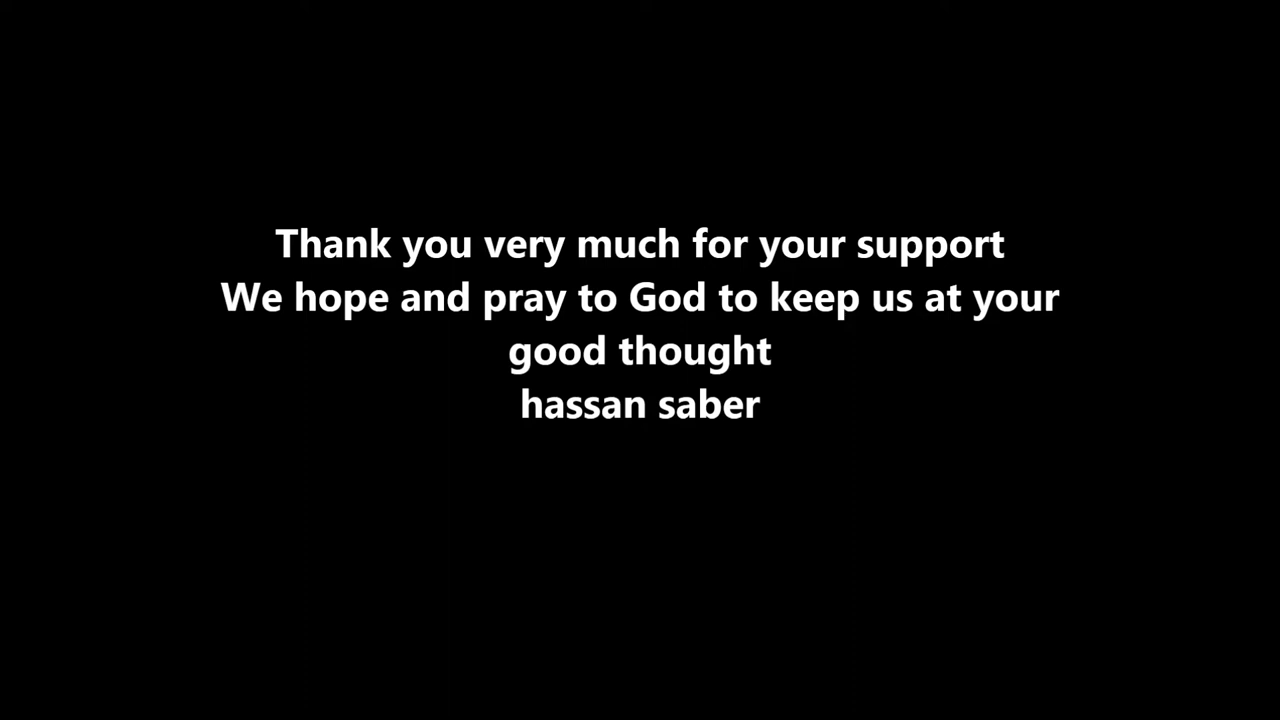 Thank you very much for your support
We hope and pray to God to keep us at your
good thought
hassan saber